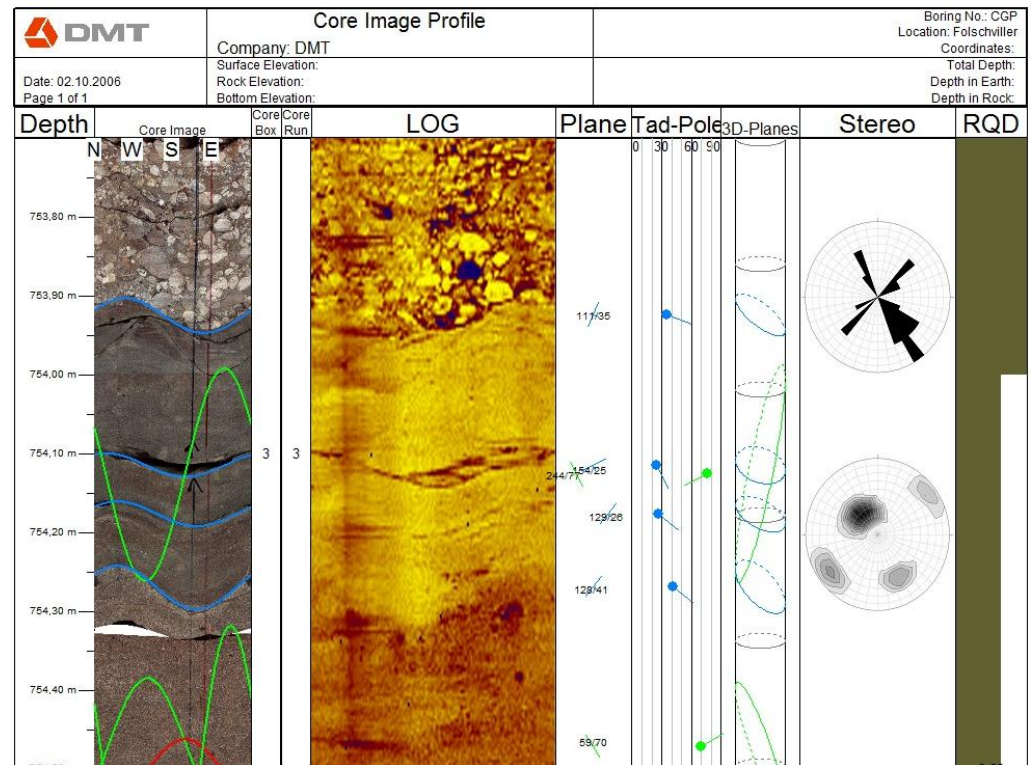 DMT
Core Image Profile
Company: DMT
Boring No.: CGP
Location: Folschviller
Coordinates:
Date: 02.10.2006
Page 1 of 1
Surface Elevation:
Rock Elevation:
Bottom Elevation:
Total Depth:
Depth in Earth:
Depth in Rock:
Depth
Core Image
Core Box
Core Run
LOG
Plane
Tad-Pole
3D-Planes
Stereo
RQD
N W S E
0 30 60 90
753,80 m
753,90 m
111/35
754,00 m
754,10 m
3 3
154/25
244/77
129/26
754,20 m
754,30 m
754,40 m
59/70